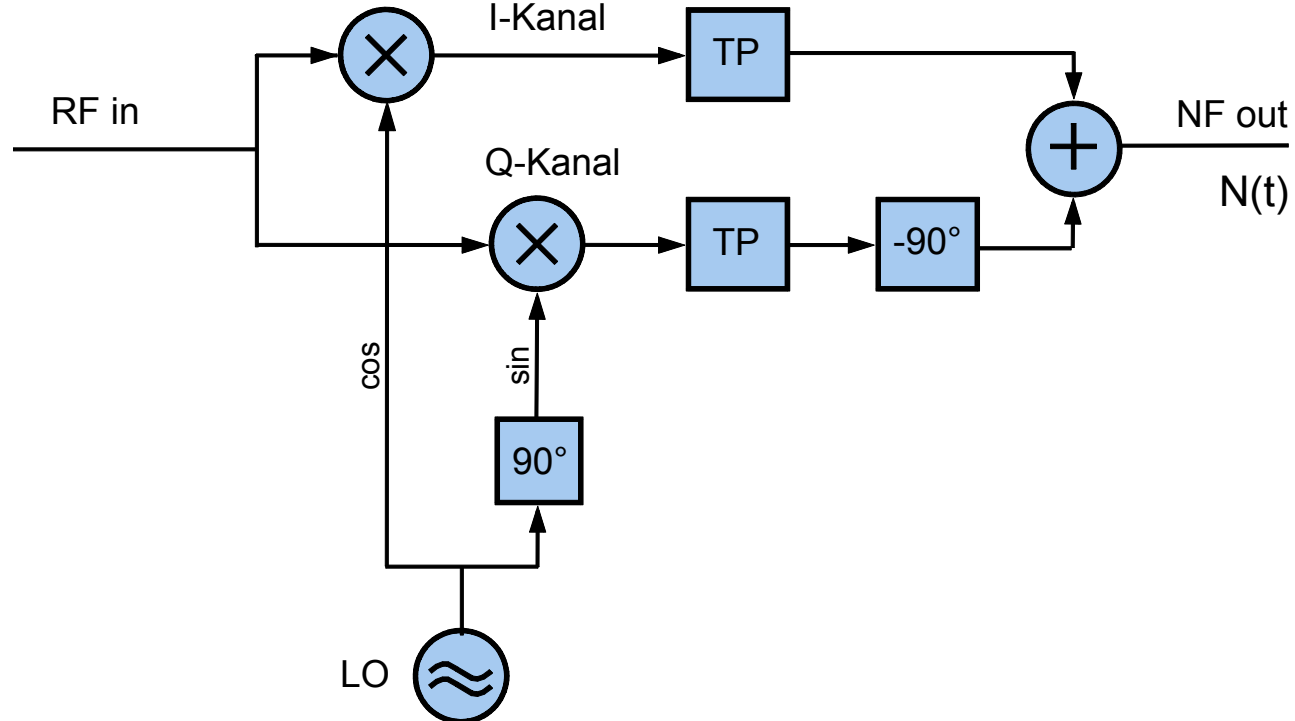 I-Kanal
TP
RF in
NF out
Q-Kanal
N(t)
TP
-90°
cos
sin
90°
LO